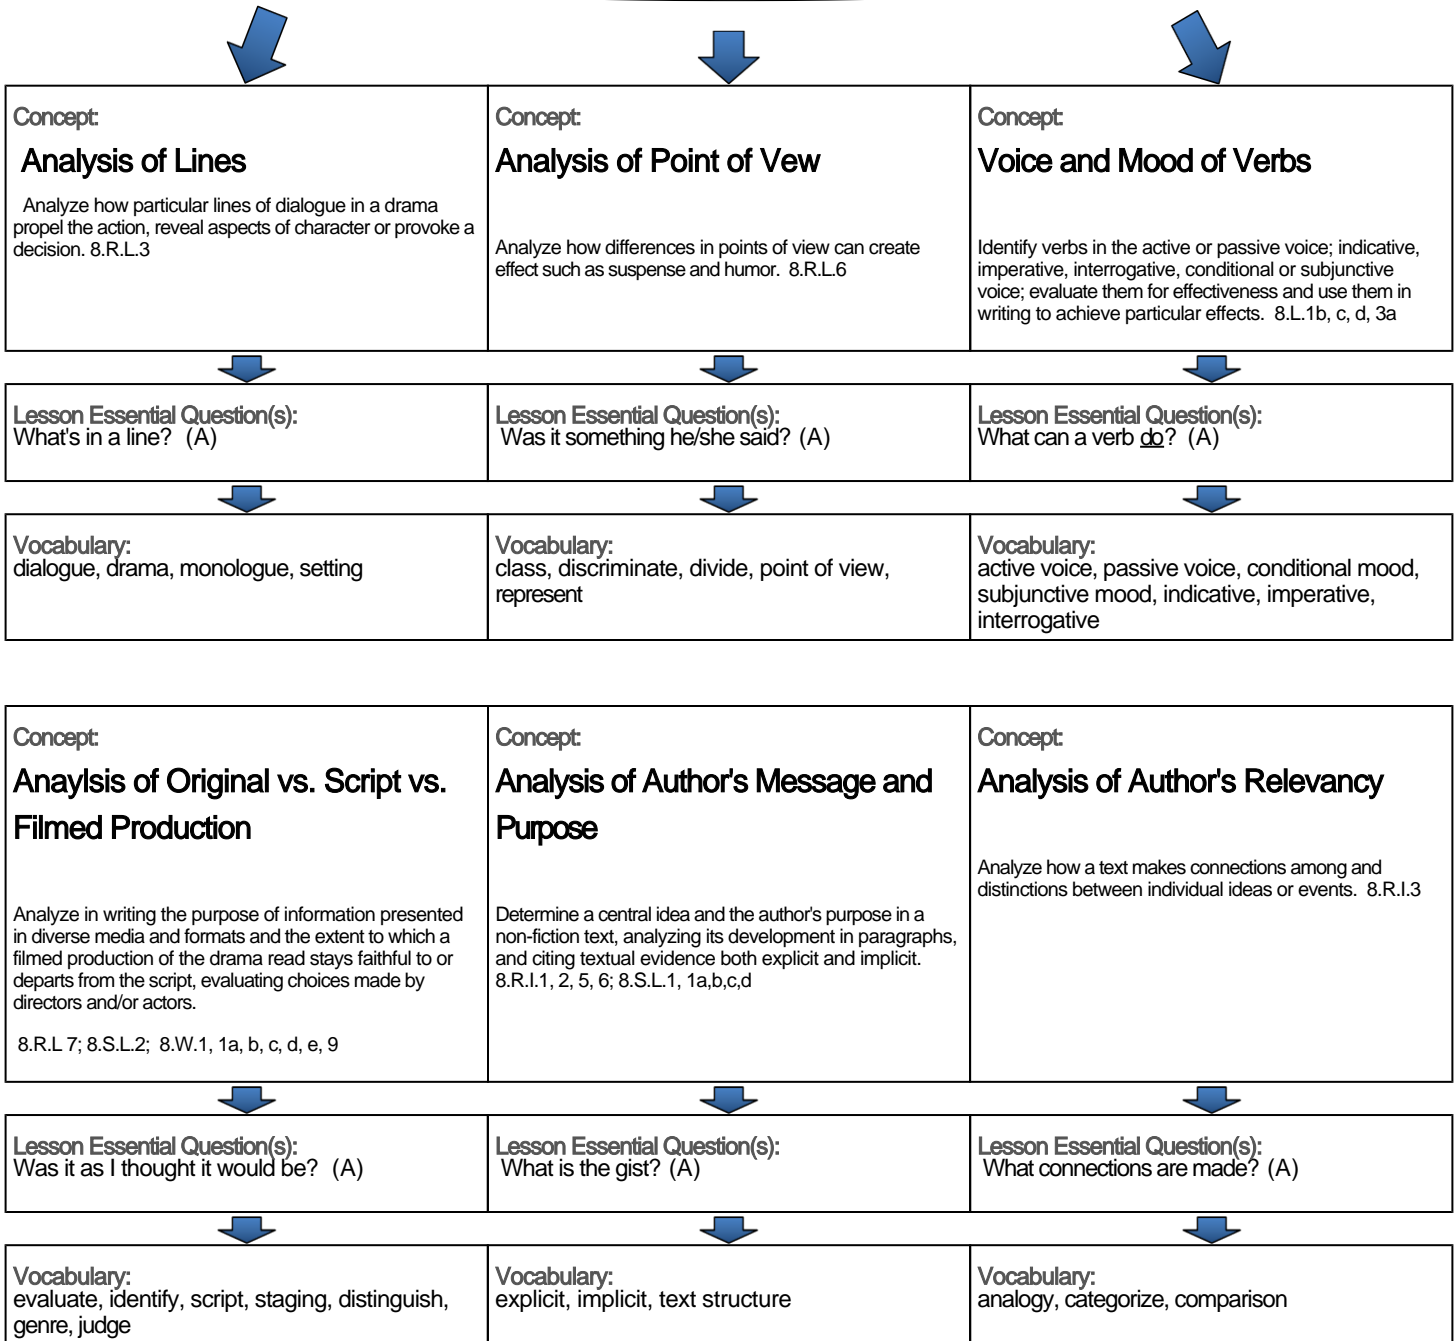 Concept:
Analysis of Lines
Analyze how particular lines of dialogue in a drama
propel the action, reveal aspects of character or provoke a
decision. 8.R.L.3
Concept:
Analysis of Point of Vew
Analyze how differences in points of view can create
effect such as suspense and humor. 8.R.L.6
Concept:
Voice and Mood of Verbs
Identify verbs in the active or passive voice; indicative,
imperative, interrogative, conditional or subjunctive
voice; evaluate them for effectiveness and use them in
writing to achieve particular effects. 8.L.1b, c, d, 3a
Lesson Essential Question(s):
What's in a line? (A)
Lesson Essential Question(s):
Was it something he/she said? (A)
Lesson Essential Question(s):
What can a verb do? (A)
Vocabulary:
dialogue, drama, monologue, setting
Vocabulary:
class, discriminate, divide, point of view,
represent
Vocabulary:
active voice, passive voice, conditional mood,
subjunctive mood, indicative, imperative,
interrogative
Concept:
Anaylsis of Original vs. Script vs.
Filmed Production
Analyze in writing the purpose of information presented
in diverse media and formats and the extent to which a
filmed production of the drama read stays faithful to or
departs from the script, evaluating choices made by
directors and/or actors.
8.R.L 7; 8.S.L.2; 8.W.1, 1a, b, c, d, e, 9
Concept:
Analysis of Author's Message and
Purpose
Determine a central idea and the author's purpose in a
non-fiction text, analyzing its development in paragraphs,
and citing textual evidence both explicit and implicit.
8.R.I.1, 2, 5, 6; 8.S.L.1, 1a,b,c,d
Concept:
Analysis of Author's Relevancy
Analyze how a text makes connections among and
distinctions between individual ideas or events. 8.R.I.3
Lesson Essential Question(s):
Was it as I thought it would be? (A)
Lesson Essential Question(s):
What is the gist? (A)
Lesson Essential Question(s):
What connections are made? (A)
Vocabulary:
evaluate, identify, script, staging, distinguish,
genre, judge
Vocabulary:
explicit, implicit, text structure
Vocabulary:
analogy, categorize, comparison